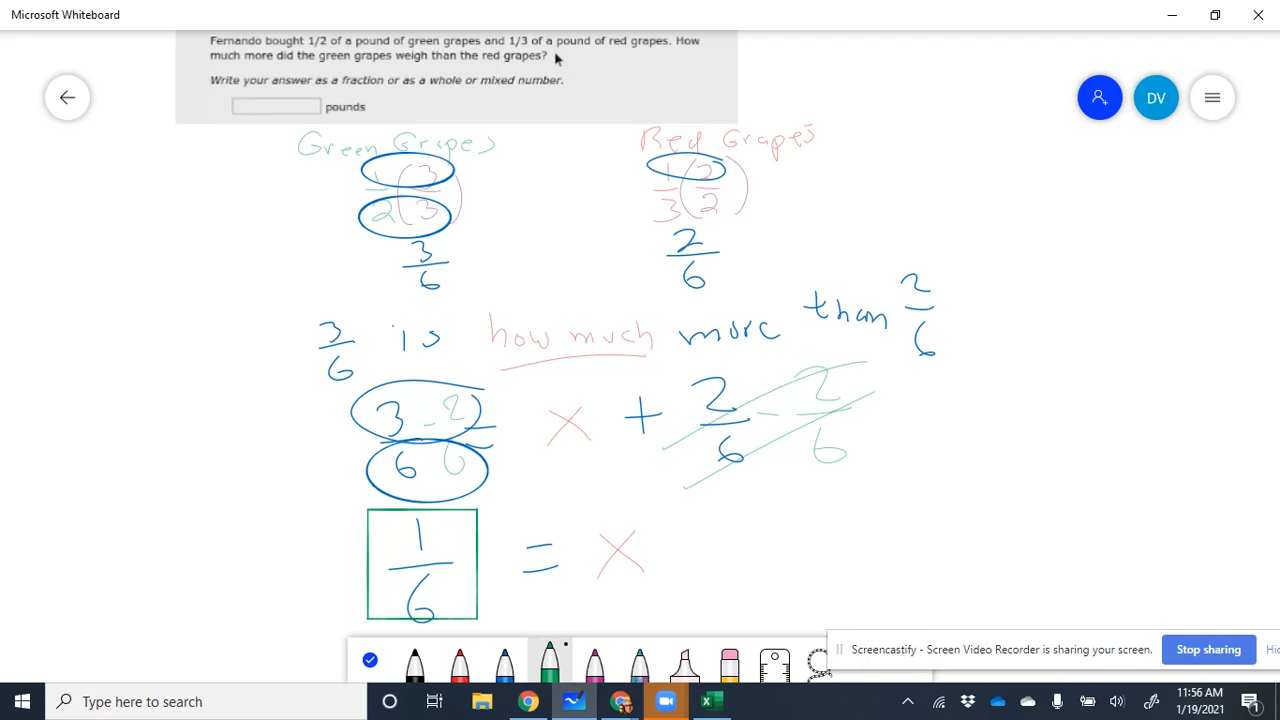 Microsoft Whiteboard
Fernando bought 1/2 of a pound of green grapes and 1/3 of a pound of red grapes. How
much more did the green grapes weigh than the red grapes?
Write your answer as a fraction or as a whole or mixed number.
pounds
DV
Green Grapes Red Grapes
1/2 (3/3) 1/3 (2/2)
3/6 2/6
3/6 is how much more than 2/6
3/6 - 2/6 = x + 2/6 - 2/6
1/6 = x
Screencastify - Screen Video Recorder is sharing your screen. Stop sharing
Type here to search
11:56 AM
1/19/2021